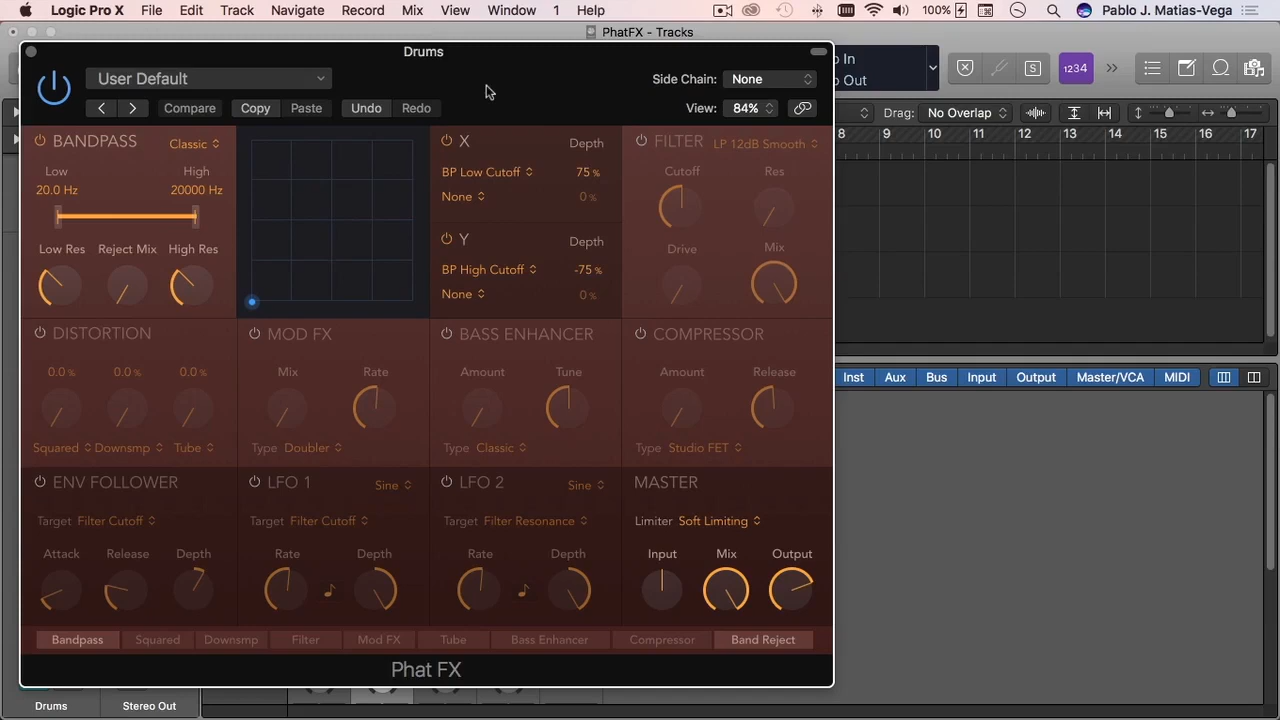 Logic Pro X File Edit Track Navigate Record Mix View Window 1 Help 100% Pablo J. Matias-Vega
PhatFX - Tracks
Drums
User Default
Side Chain: None
Compare Copy Paste Undo Redo
View: 84%
In
Out
1234
Drag: No Overlap
8 9 10 11 12 13 14 15 16 17
BANDPASS Classic
Low High
20.0 Hz 20000 Hz
Low Res Reject Mix High Res
X Depth
BP Low Cutoff 75 %
None 0 %
Y Depth
BP High Cutoff -75 %
None 0 %
FILTER LP 12dB Smooth
Cutoff Res
Drive Mix
DISTORTION
0.0 % 0.0 % 0.0 %
Squared Downsmp Tube
MOD FX
Mix Rate
Type Doubler
BASS ENHANCER
Amount Tune
Type Classic
COMPRESSOR
Amount Release
Type Studio FET
Inst Aux Bus Input Output Master/VCA MIDI
ENV FOLLOWER
Target Filter Cutoff
Attack Release Depth
LFO 1 Sine
Target Filter Cutoff
Rate Depth
LFO 2 Sine
Target Filter Resonance
Rate Depth
MASTER
Limiter Soft Limiting
Input Mix Output
Bandpass Squared Downsmp Filter Mod FX Tube Bass Enhancer Compressor Band Reject
Phat FX
Drums Stereo Out